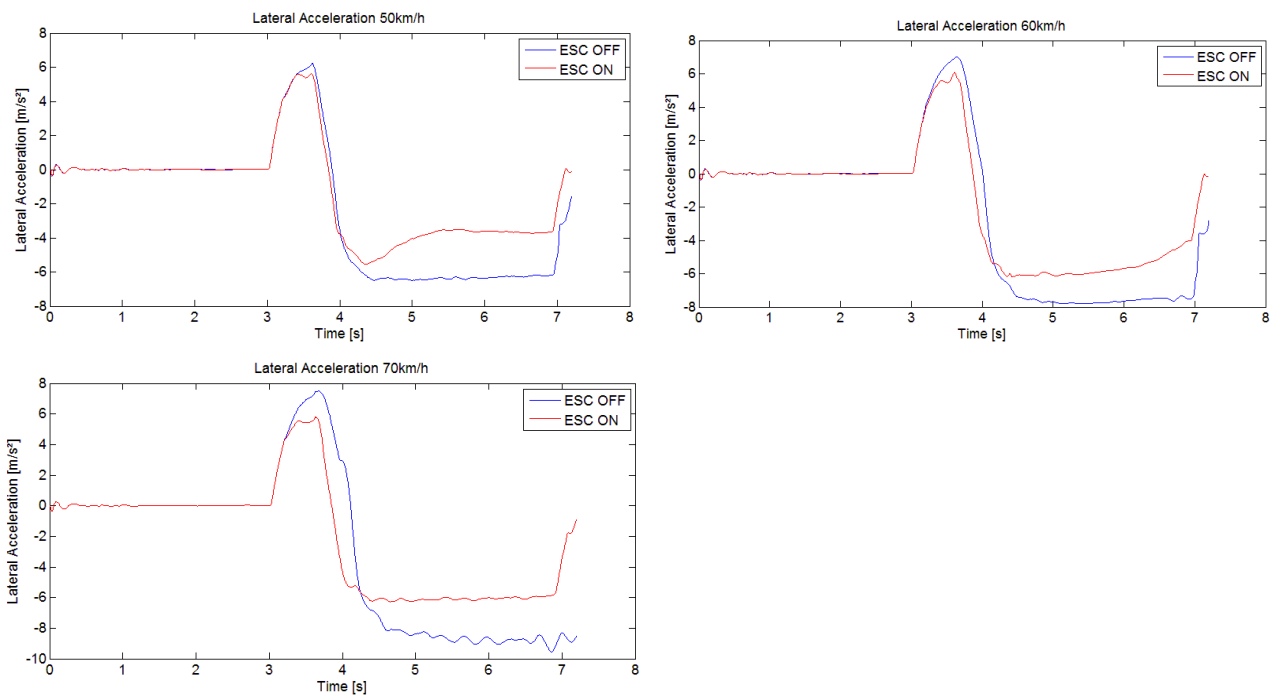 Lateral Acceleration 50km/h
8
6
4
2
0
-2
-4
-6
-8
Lateral Acceleration [m/s²]
ESC OFF
ESC ON
0 1 2 3 4 5 6 7 8
Time [s]
Lateral Acceleration 60km/h
8
6
4
2
0
-2
-4
-6
-8
Lateral Acceleration [m/s²]
ESC OFF
ESC ON
0 1 2 3 4 5 6 7 8
Time [s]
Lateral Acceleration 70km/h
8
6
4
2
0
-2
-4
-6
-8
-10
Lateral Acceleration [m/s²]
ESC OFF
ESC ON
0 1 2 3 4 5 6 7 8
Time [s]